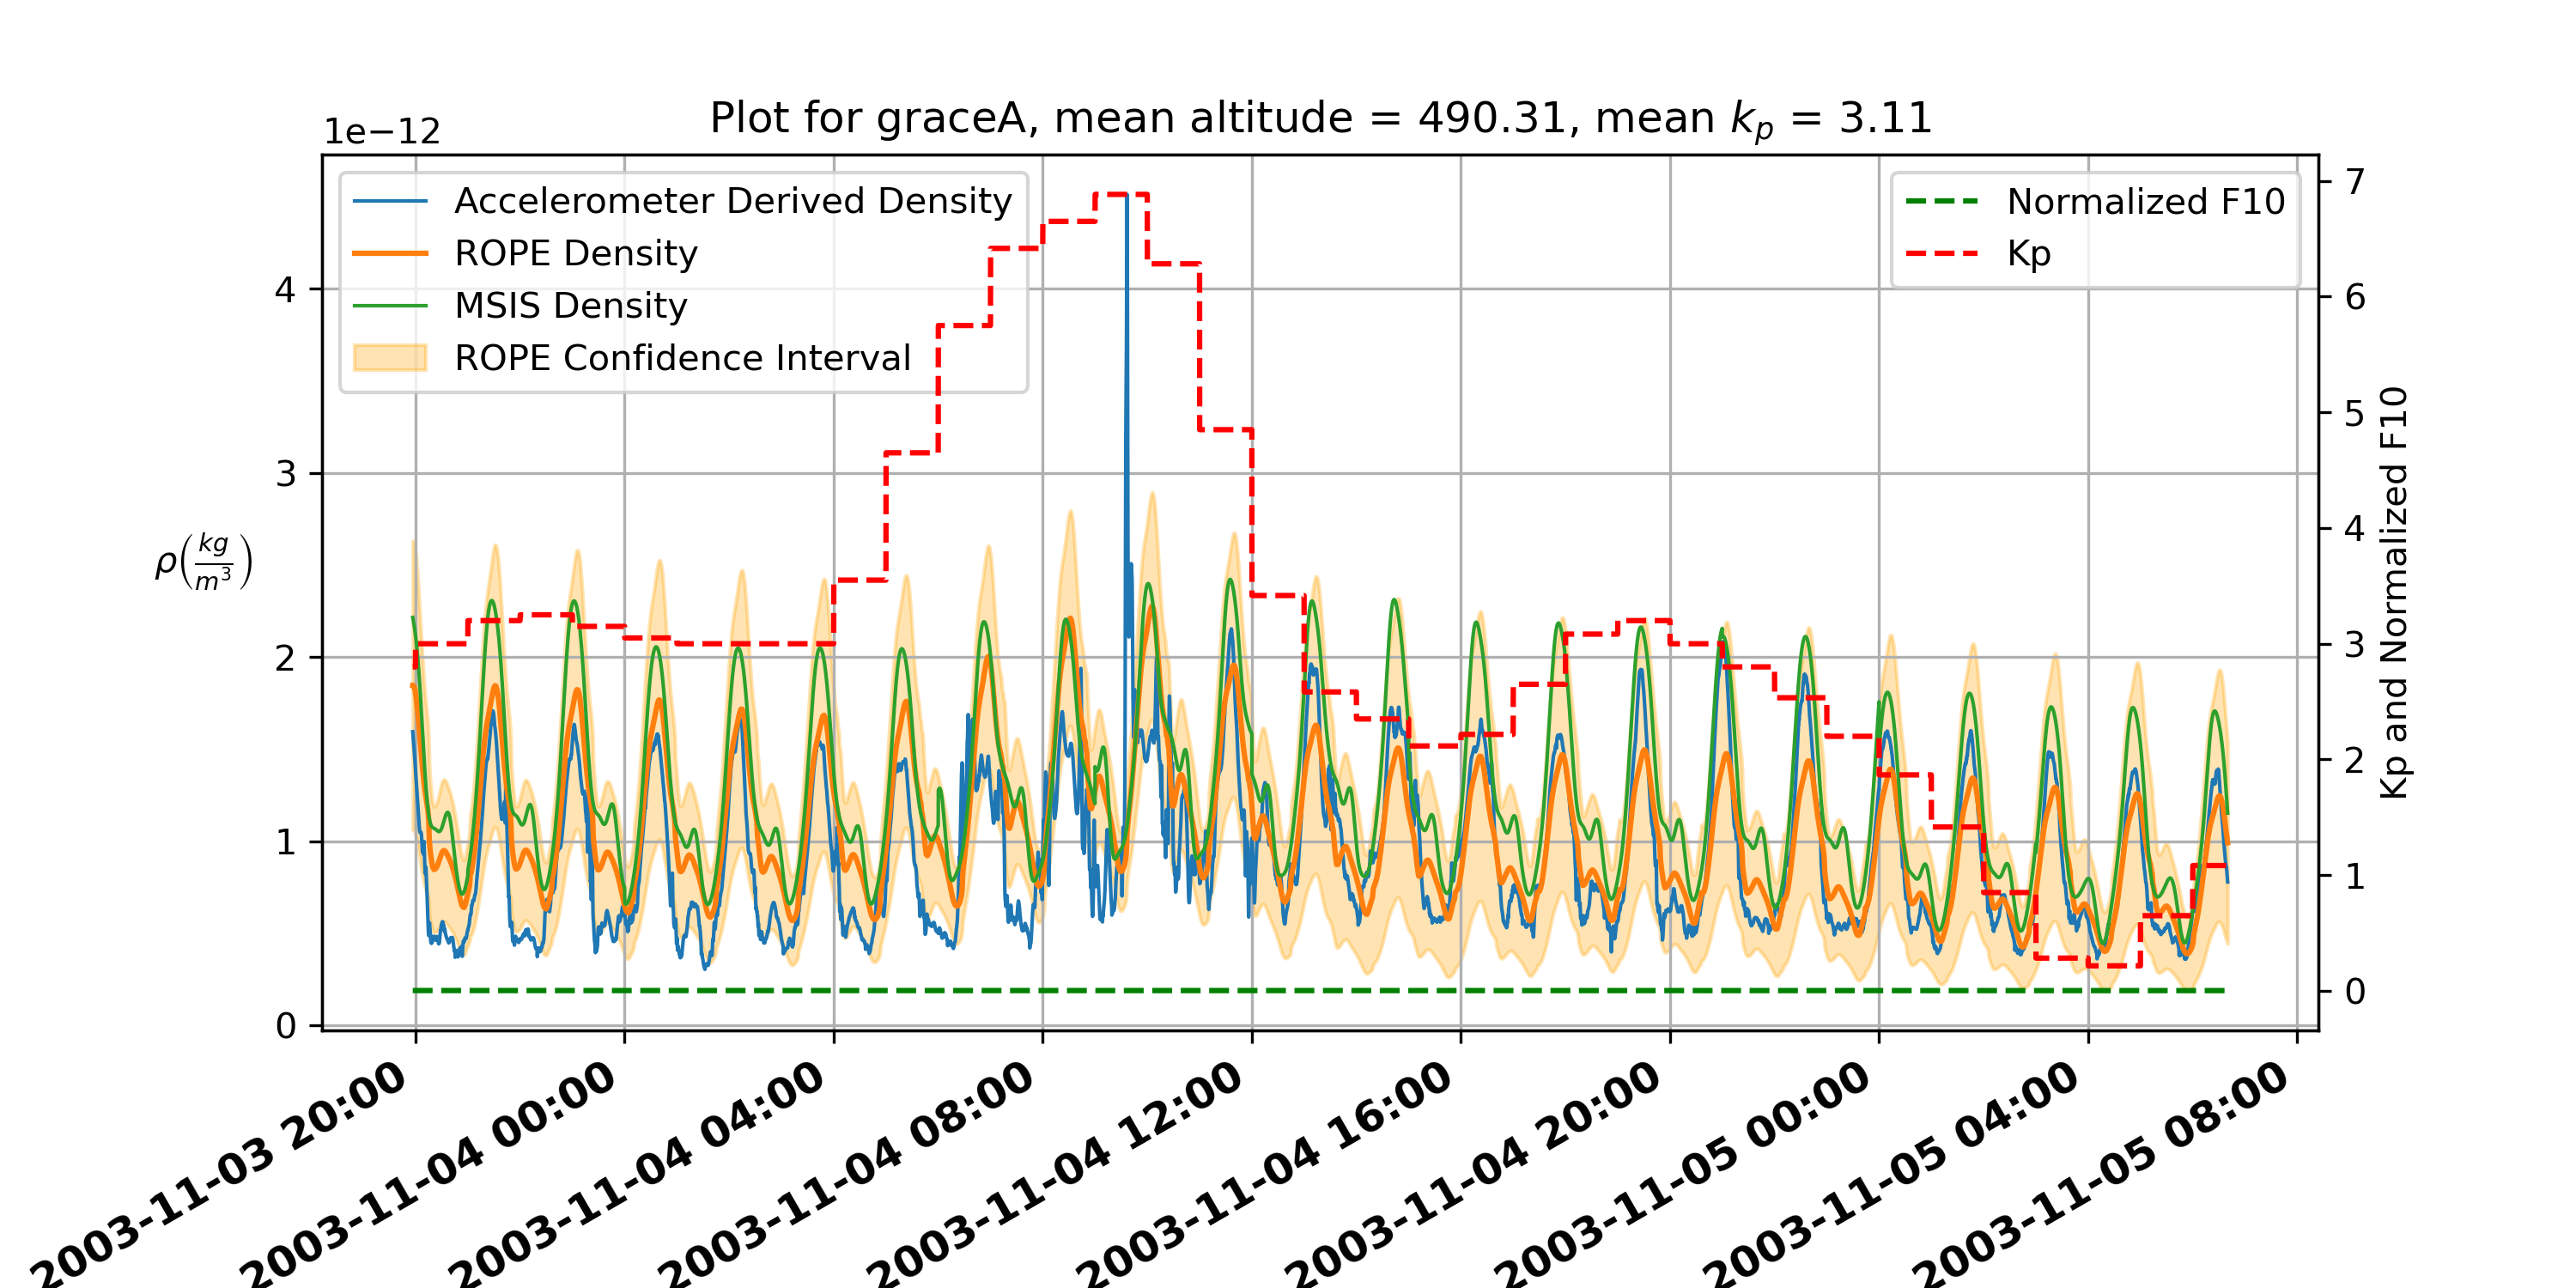 Plot for graceA, mean altitude = 490.31, mean kₚ = 3.11
1e−12
Accelerometer Derived Density
ROPE Density
MSIS Density
ROPE Confidence Interval
Normalized F10
Kp
4
3
2
1
0
ρ(kg/m³)
7
6
5
4
3
2
1
0
Kp and Normalized F10
2003-11-03 20:00
2003-11-04 00:00
2003-11-04 04:00
2003-11-04 08:00
2003-11-04 12:00
2003-11-04 16:00
2003-11-04 20:00
2003-11-05 00:00
2003-11-05 04:00
2003-11-05 08:00